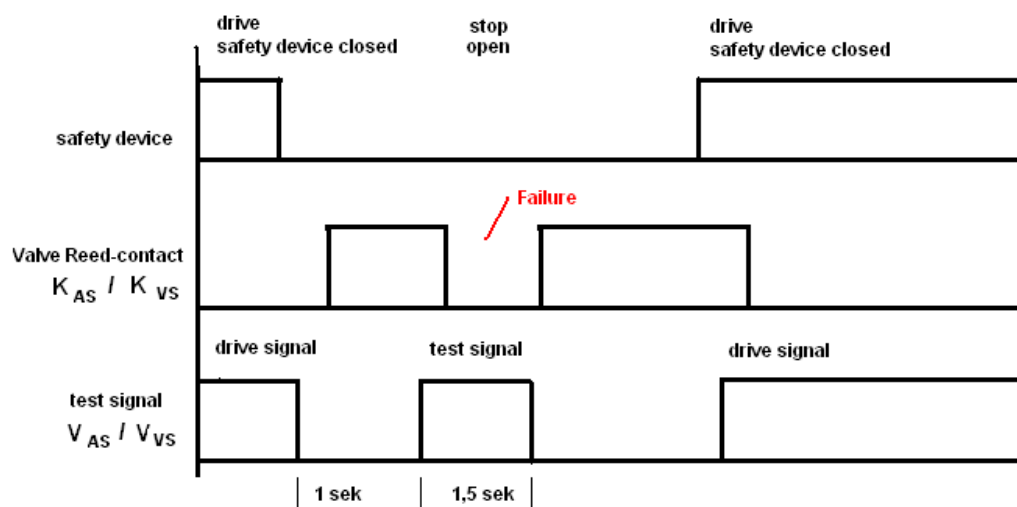 drive
safety device closed
stop
open
drive
safety device closed
safety device
Failure
Valve Reed-contact
K AS / K VS
drive signal
test signal
drive signal
test signal
V AS / V VS
1 sek
1,5 sek